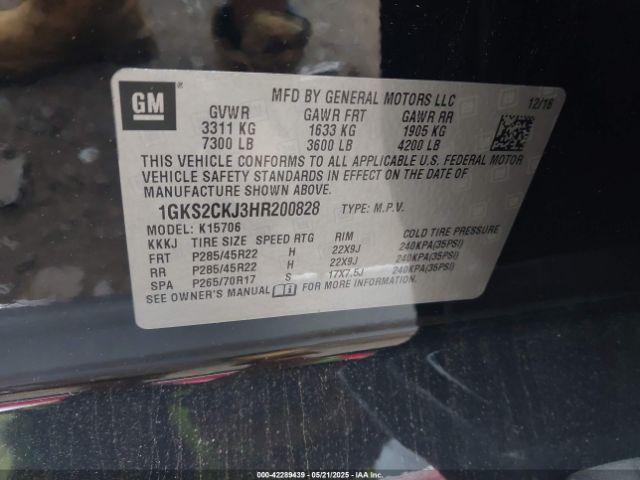 GM
MFD BY GENERAL MOTORS LLC 12/16
GVWR GAWR FRT GAWR RR
3311 KG 1633 KG 1905 KG
7300 LB 3600 LB 4200 LB
THIS VEHICLE CONFORMS TO ALL APPLICABLE U.S. FEDERAL MOTOR
VEHICLE SAFETY STANDARDS IN EFFECT ON THE DATE OF
MANUFACTURE SHOWN ABOVE.
1GKS2CKJ3HR200828 TYPE: M.P.V.
MODEL: K15706
KKKJ TIRE SIZE SPEED RTG RIM COLD TIRE PRESSURE
FRT P285/45R22 H 22X9J 240KPA(35PSI)
RR P285/45R22 H 22X9J 240KPA(35PSI)
SPA P265/70R17 S 17X7.5J 240KPA(35PSI)
SEE OWNER'S MANUAL FOR MORE INFORMATION.
000-42289439 - 05/21/2025 - IAAI.COM